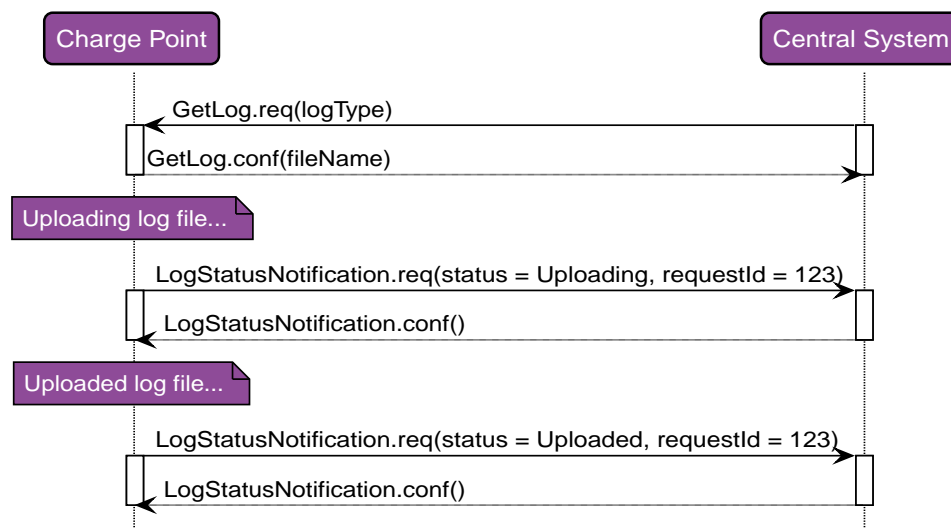 Charge Point
Central System
GetLog.req(logType)
GetLog.conf(fileName)
Uploading log file...
LogStatusNotification.req(status = Uploading, requestId = 123)
LogStatusNotification.conf()
Uploaded log file...
LogStatusNotification.req(status = Uploaded, requestId = 123)
LogStatusNotification.conf()